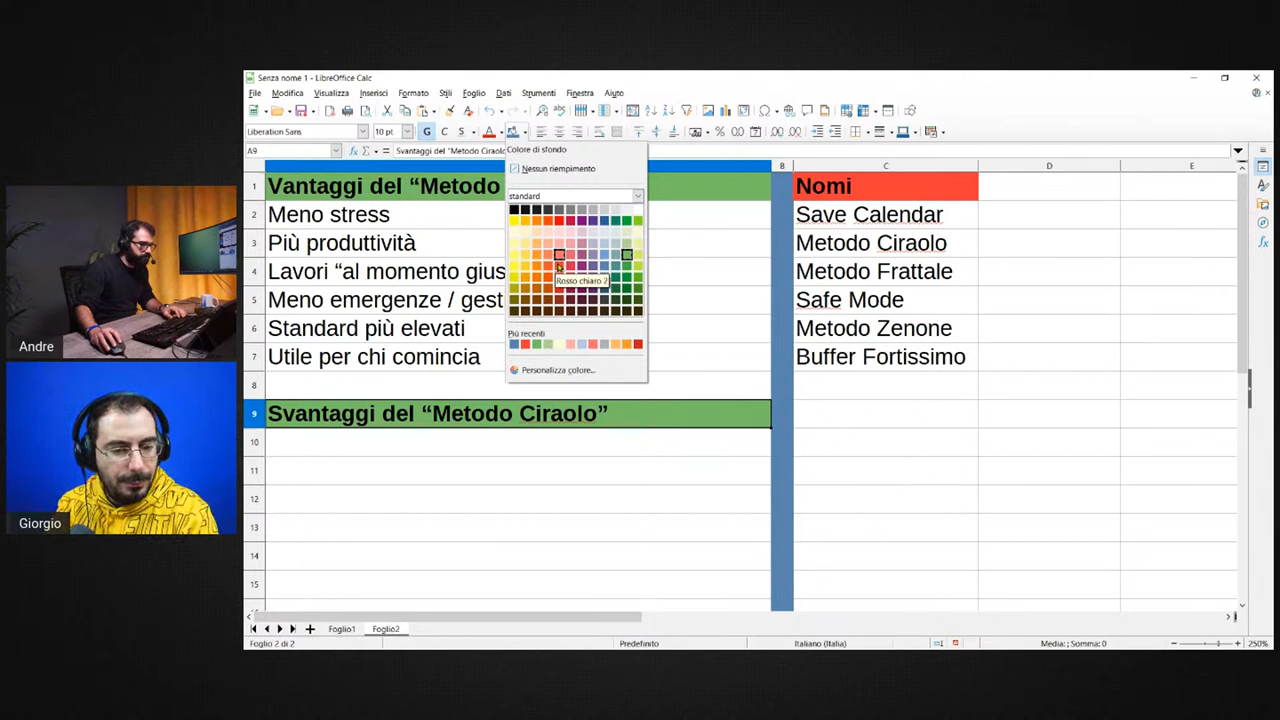 Senza nome 1 - LibreOffice Calc
File Modifica Visualizza Inserisci Formato Stili Foglio Dati Strumenti Finestra Aiuto
Liberation Sans 10 pt G C S
A9 Svantaggi del “Metodo Ciraolo
Colore di sfondo
Nessun riempimento
standard
Rosso chiaro 2
Più recenti
Personalizza colore...
B C D E
1 Vantaggi del “Metodo Nomi
2 Meno stress Save Calendar
3 Più produttività Metodo Ciraolo
4 Lavori “al momento gius Metodo Frattale
5 Meno emergenze / gest Safe Mode
6 Standard più elevati Metodo Zenone
7 Utile per chi comincia Buffer Fortissimo
8
9 Svantaggi del “Metodo Ciraolo”
10
11
12
13
14
15
Foglio1 Foglio2
Foglio 2 di 2 Predefinito Italiano (Italia) Media: ; Somma: 0 250%
Andre
Giorgio